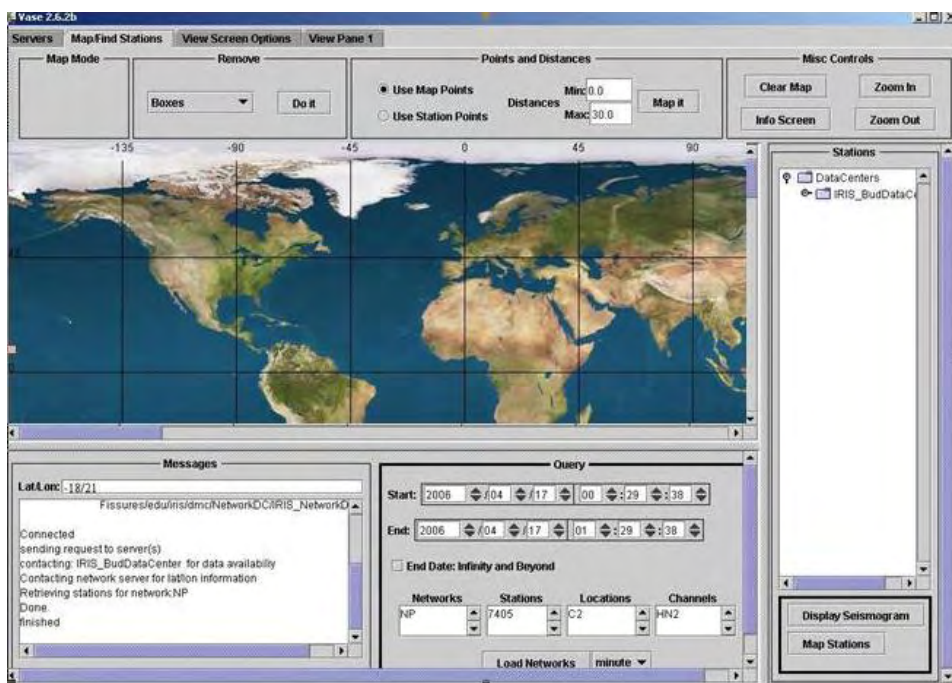 Vase 2.6.2b
Servers Map/Find Stations View Screen Options View Pane 1
Map Mode
Remove
Boxes
Do it
Points and Distances
Use Map Points
Use Station Points
Distances
Min: 0.0
Max: 30.0
Map it
Misc Controls
Clear Map Zoom In
Info Screen Zoom Out
-135 -90 -45 0 45 90
0
Stations
DataCenters
IRIS_BudDataCe
Messages
Lat/Lon: -18/21
Fissures/edu/iris/dmc/NetworkDC/IRIS_NetworkD
Connected
sending request to server(s)
contacting: IRIS_BudDataCenter for data availability
Contacting network server for lat/lon information
Retrieving stations for network:NP
Done.
finished
Query
Start: 2006 /04 /17 00 :29 :38
End: 2006 /04 /17 01 :29 :38
End Date: Infinity and Beyond
Networks Stations Locations Channels
NP 7405 C2 HN2
Load Networks minute
Display Seismogram
Map Stations